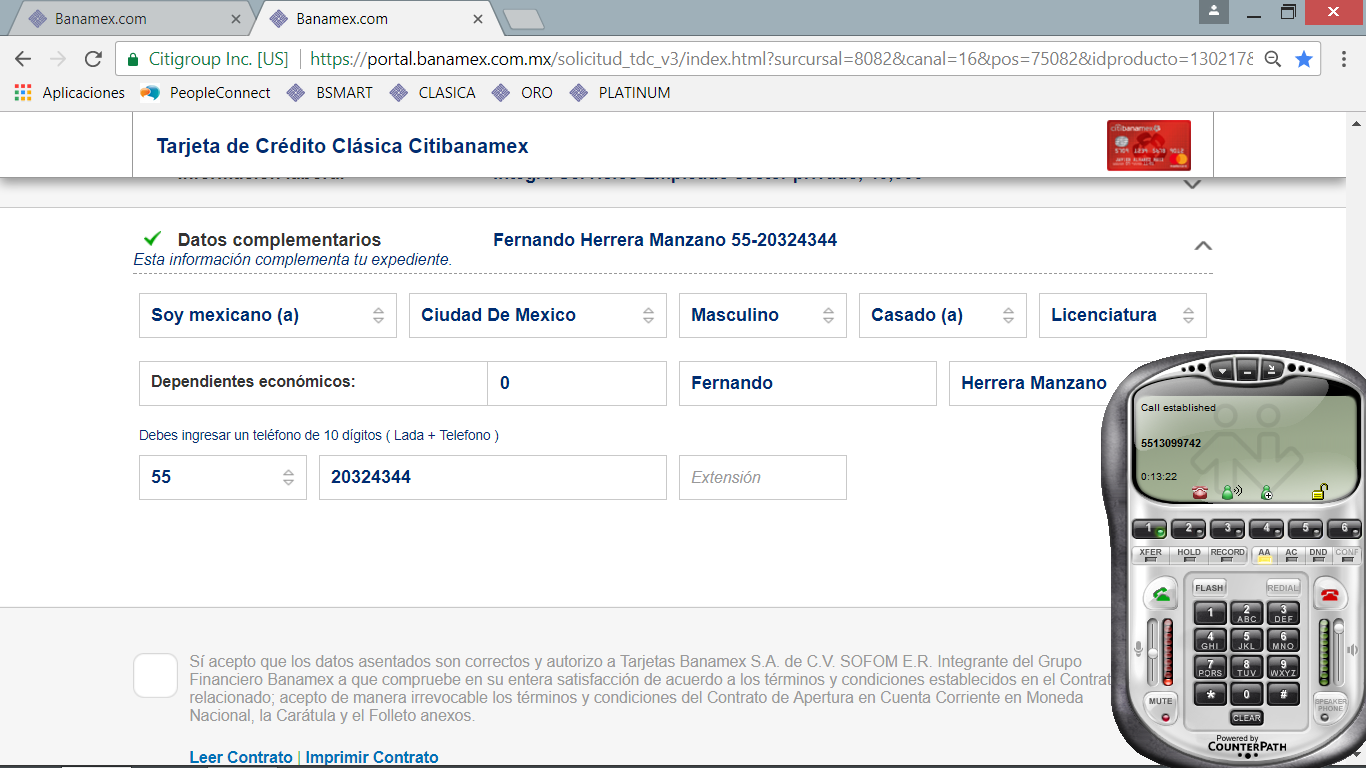 Banamex.com
Banamex.com
Citigroup Inc. [US]
https://portal.banamex.com.mx/solicitud_tdc_v3/index.html?surcursal=8082&canal=16&pos=75082&idproducto=1302178
Aplicaciones PeopleConnect BSMART CLASICA ORO PLATINUM
Tarjeta de Crédito Clásica Citibanamex
citibanamex
Datos complementarios Fernando Herrera Manzano 55-20324344
Esta información complementa tu expediente.
Soy mexicano (a) Ciudad De Mexico Masculino Casado (a) Licenciatura
Dependientes económicos: 0 Fernando Herrera Manzano
Debes ingresar un teléfono de 10 dígitos ( Lada + Telefono )
55 20324344 Extensión
Sí acepto que los datos asentados son correctos y autorizo a Tarjetas Banamex S.A. de C.V. SOFOM E.R. Integrante del Grupo
Financiero Banamex a que compruebe en su entera satisfacción de acuerdo a los términos y condiciones establecidos en el Contrat
relacionado; acepto de manera irrevocable los términos y condiciones del Contrato de Apertura en Cuenta Corriente en Moneda
Nacional, la Carátula y el Folleto anexos.
Leer Contrato | Imprimir Contrato
Call established
5513099742
0:13:22
1 2 3 4 5 6
XFER HOLD RECORD AA AC DND CONF
FLASH REDIAL
1 2 ABC 3 DEF
4 GHI 5 JKL 6 MNO
7 PQRS 8 TUV 9 WXYZ
* 0 #
MUTE SPEAKER PHONE
CLEAR
Powered by
COUNTERPATH